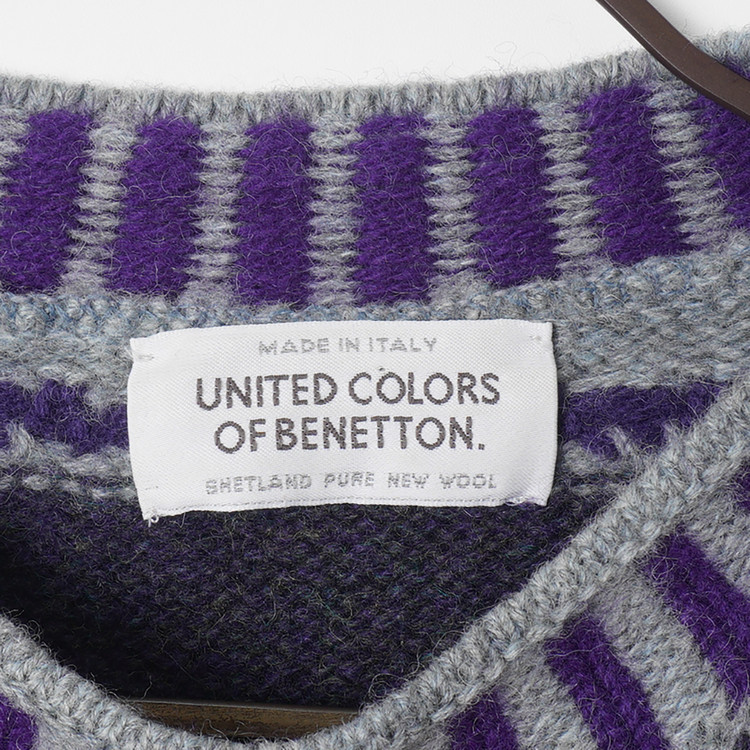 MADE IN ITALY
UNITED COLORS
OF BENETTON.
SHETLAND PURE NEW WOOL